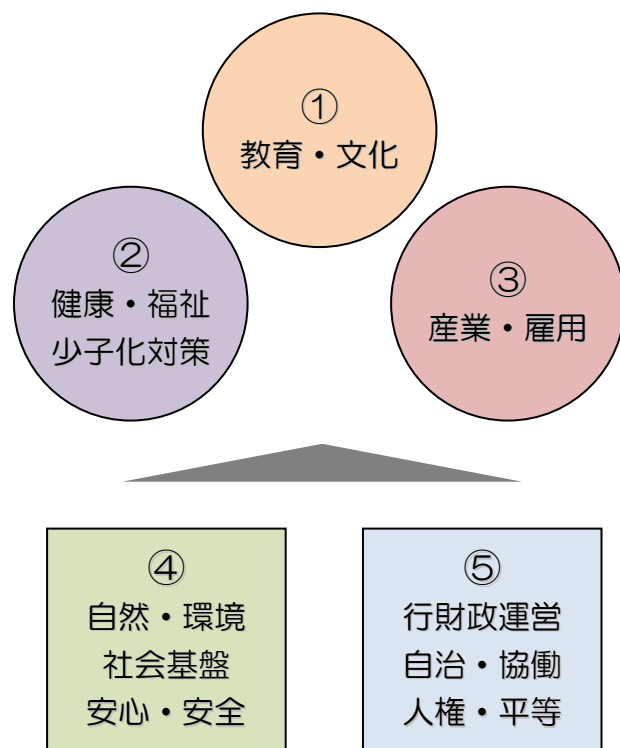 ①
教育・文化
②
健康・福祉
少子化対策
③
産業・雇用
④
自然・環境
社会基盤
安心・安全
⑤
行財政運営
自治・協働
人権・平等